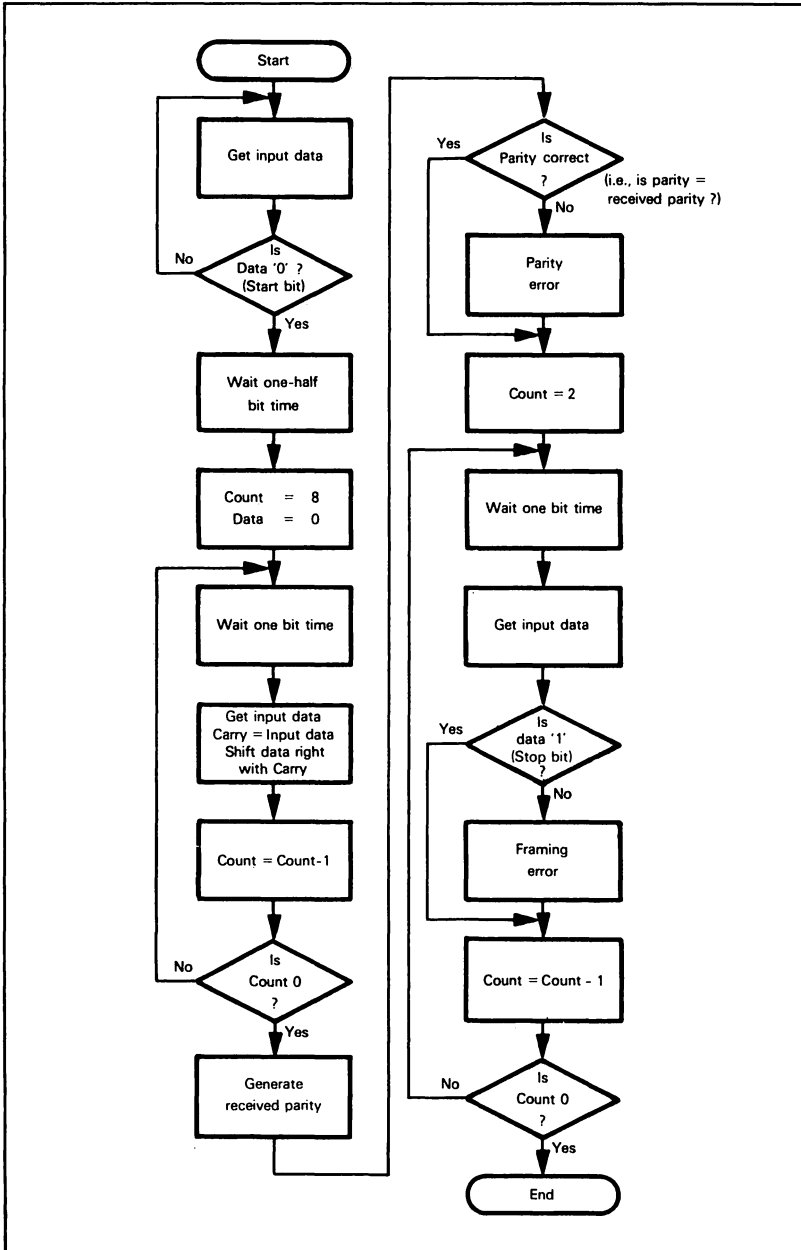 Start
Get input data
Is
Data '0' ?
(Start bit)
No
Yes
Wait one-half
bit time
Count = 8
Data = 0
Wait one bit time
Get input data
Carry = Input data
Shift data right
with Carry
Count = Count-1
Is
Count 0
?
No
Yes
Generate
received parity
Is
Parity correct
?
Yes
(i.e., is parity =
received parity ?)
No
Parity
error
Count = 2
Wait one bit time
Get input data
Is
data '1'
(Stop bit)
?
Yes
No
Framing
error
Count = Count - 1
Is
Count 0
?
No
Yes
End